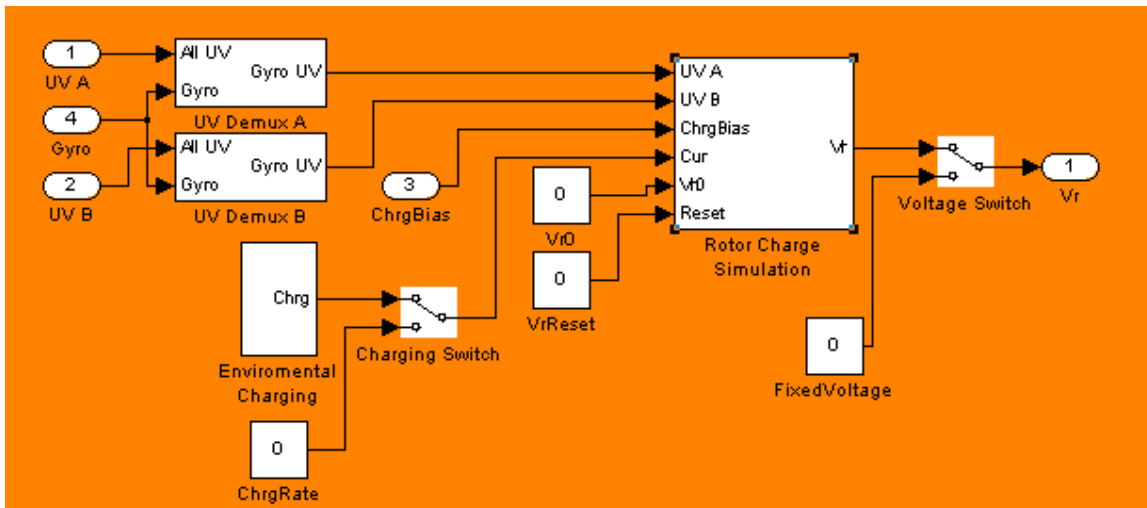 1
UV A
4
Gyro
2
UV B
All UV
Gyro UV
Gyro
UV Demux A
All UV
Gyro UV
Gyro
UV Demux B
3
ChrgBias
Chrg
Enviromental
Charging
0
ChrgRate
Charging Switch
0
Vr0
0
VrReset
UV A
UV B
ChrgBias
Cur
Vr0
Reset
Vr
Rotor Charge
Simulation
0
FixedVoltage
Voltage Switch
1
Vr